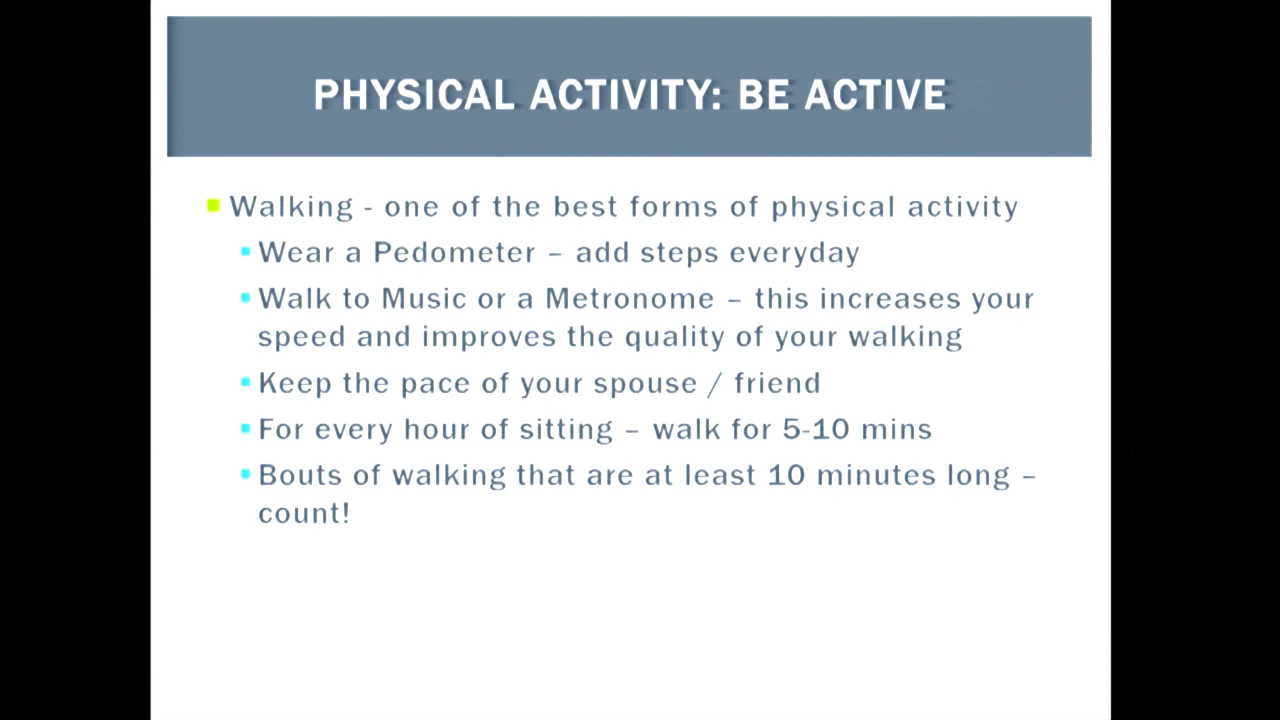 PHYSICAL ACTIVITY: BE ACTIVE
Walking - one of the best forms of physical activity
Wear a Pedometer – add steps everyday
Walk to Music or a Metronome – this increases your
speed and improves the quality of your walking
Keep the pace of your spouse / friend
For every hour of sitting – walk for 5-10 mins
Bouts of walking that are at least 10 minutes long –
count!